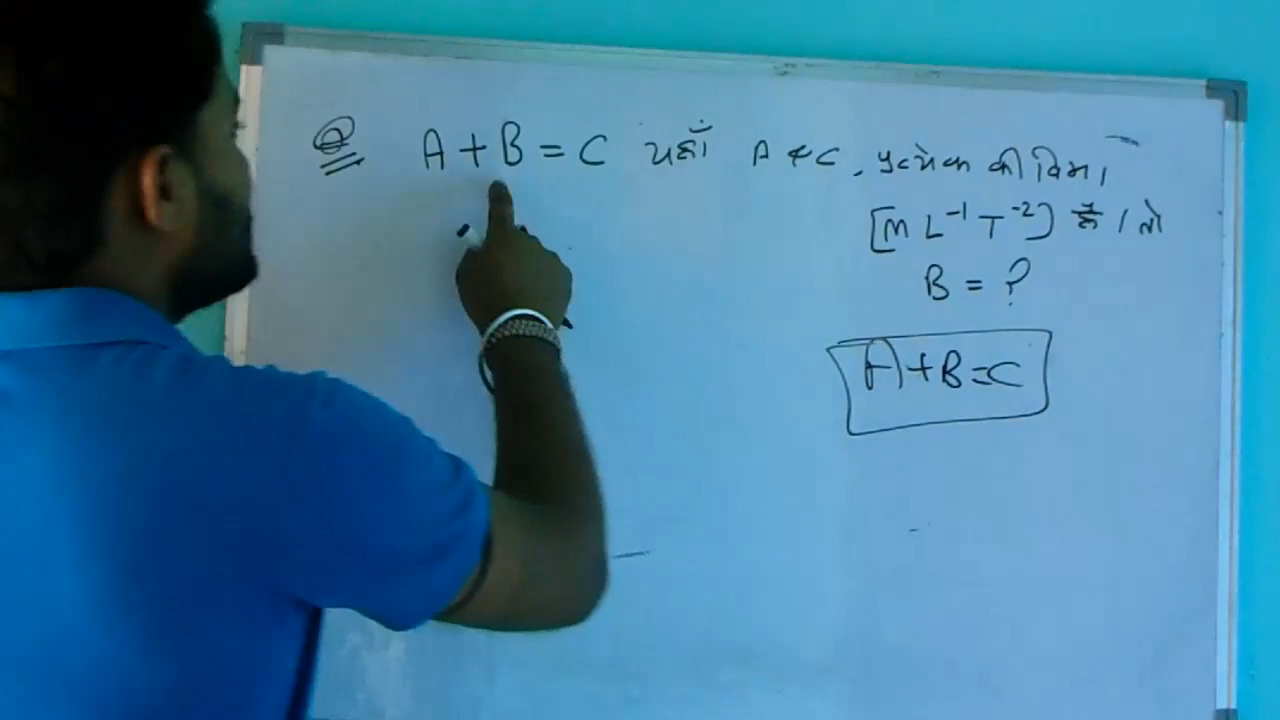 Q A + B = C यहाँ A & C, प्रत्येक की विमा
[M L⁻¹ T⁻²] है। तो
B = ?
A+B=C